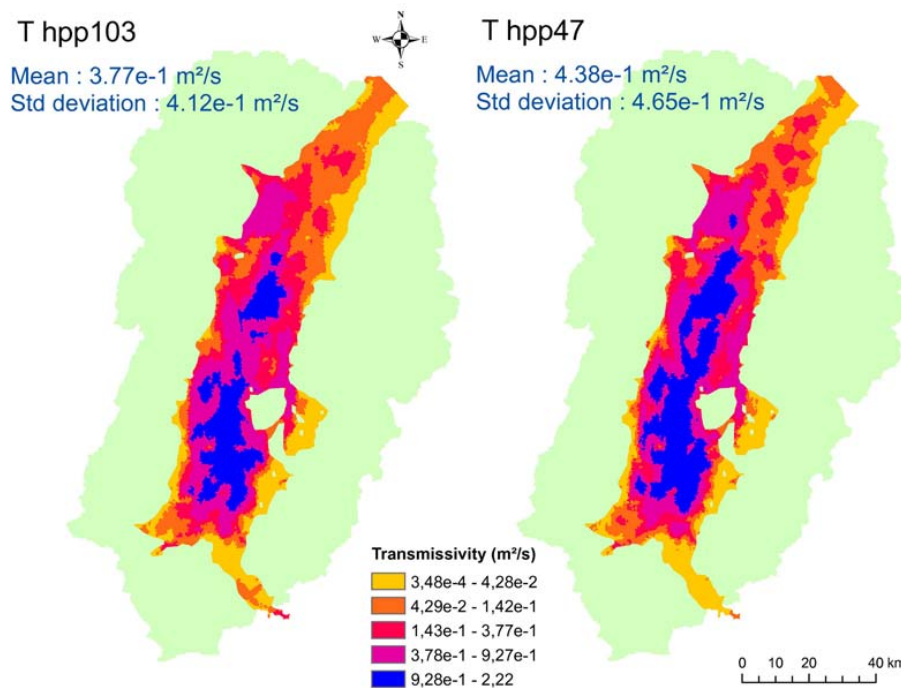 T hpp103
Mean : 3.77e-1 m²/s
Std deviation : 4.12e-1 m²/s
N
W E
S
T hpp47
Mean : 4.38e-1 m²/s
Std deviation : 4.65e-1 m²/s
Transmissivity (m²/s)
3,48e-4 - 4,28e-2
4,29e-2 - 1,42e-1
1,43e-1 - 3,77e-1
3,78e-1 - 9,27e-1
9,28e-1 - 2,22
0 10 20 40 km